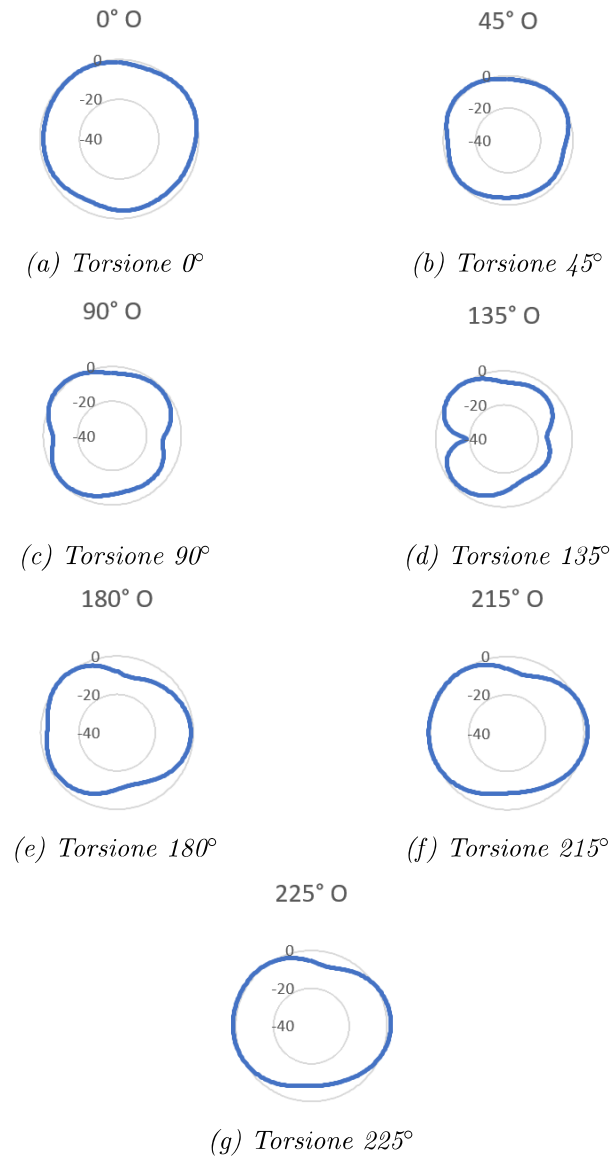 0° O
0
-20
-40
(a) Torsione 0°
45° O
0
-20
-40
(b) Torsione 45°
90° O
0
-20
-40
(c) Torsione 90°
135° O
0
-20
40
(d) Torsione 135°
180° O
0
-20
-40
(e) Torsione 180°
215° O
0
-20
-40
(f) Torsione 215°
225° O
0
-20
-40
(g) Torsione 225°